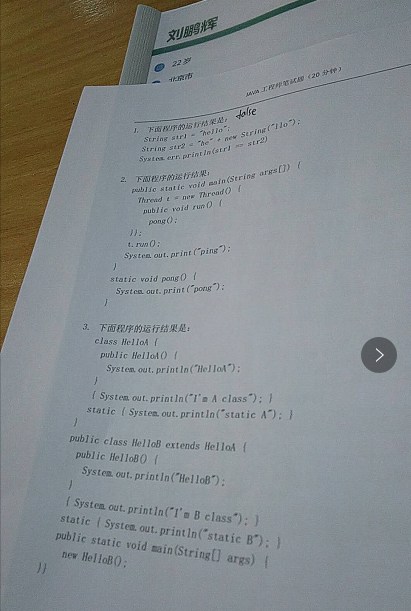 刘鹏辉
22岁
北京市
JAVA 工程师笔试题（20 分钟）
1. 下面程序的运行结果是： false
String str1 = "hello";
String str2 = "he" + new String("llo");
System.err.println(str1 == str2)
2. 下面程序的运行结果:
public static void main(String args[]) {
Thread t = new Thread() {
public void run() {
pong();
}};
t.run();
System.out.print("ping");
}
static void pong() {
System.out.print("pong");
}
3. 下面程序的运行结果是：
class HelloA {
public HelloA() {
System.out.println("HelloA");
}
{ System.out.println("I'm A class"); }
static { System.out.println("static A"); }
}
public class HelloB extends HelloA {
public HelloB() {
System.out.println("HelloB");
}
{ System.out.println("I'm B class"); }
static { System.out.println("static B"); }
public static void main(String[] args) {
new HelloB();
}}